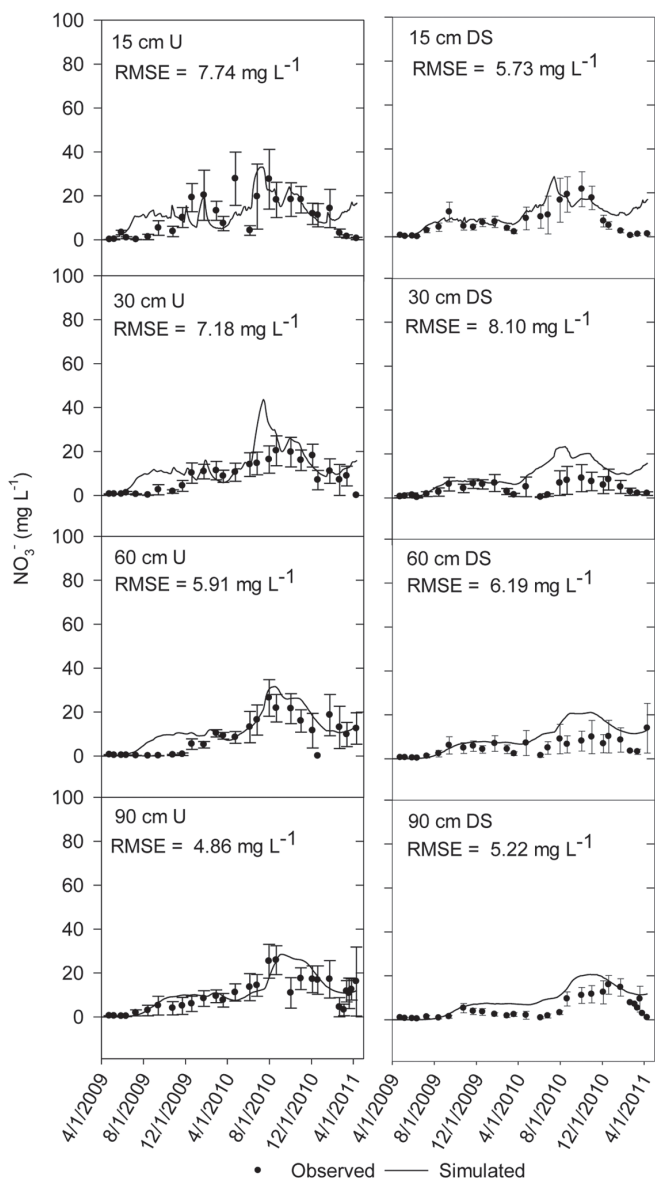 15 cm U
RMSE = 7.74 mg L-1
15 cm DS
RMSE = 5.73 mg L-1
100
80
60
40
20
0
30 cm U
RMSE = 7.18 mg L-1
30 cm DS
RMSE = 8.10 mg L-1
100
80
60
40
20
0
NO3- (mg L-1)
60 cm U
RMSE = 5.91 mg L-1
60 cm DS
RMSE = 6.19 mg L-1
100
80
60
40
20
0
90 cm U
RMSE = 4.86 mg L-1
90 cm DS
RMSE = 5.22 mg L-1
100
80
60
40
20
0
4/1/2009
8/1/2009
12/1/2009
4/1/2010
8/1/2010
12/1/2010
4/1/2011
4/1/2009
8/1/2009
12/1/2009
4/1/2010
8/1/2010
12/1/2010
4/1/2011
Observed Simulated